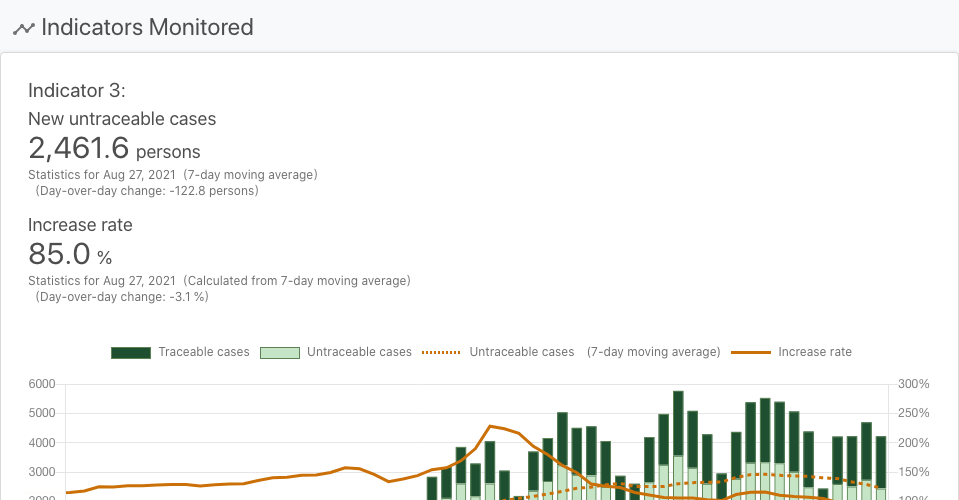 Indicators Monitored
Indicator 3:
New untraceable cases
2,461.6 persons
Statistics for Aug 27, 2021 (7-day moving average)
(Day-over-day change: -122.8 persons)
Increase rate
85.0 %
Statistics for Aug 27, 2021 (Calculated from 7-day moving average)
(Day-over-day change: -3.1 %)
Traceable cases Untraceable cases Untraceable cases (7-day moving average) Increase rate
6000 300%
5000 250%
4000 200%
3000 150%
2000 100%